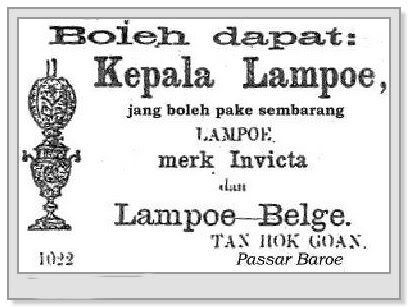 Boleh dapat:
Kepala Lampoe,
jang boleh pake sembarang
LAMPOE.
merk Invicta
dan
Lampoe Belge.
TAN HOK GOAN.
1022 Passar Baroe